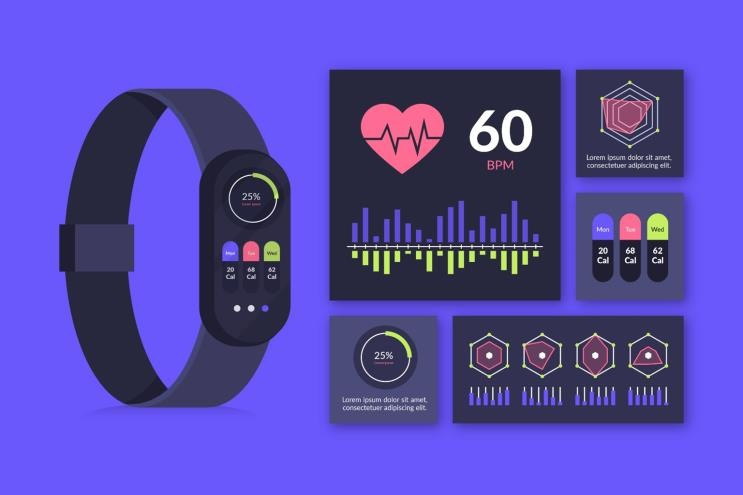 25%
Mon Tue Wed
20 68 62
Cal Cal Cal
60
BPM
Lorem ipsum dolor sit amet,
consectetuer adipiscing elit.
Mon Tue Wed
20 68 62
Cal Cal Cal
25%
Lorem ipsum dolor sit amet,
consectetuer adipiscing elit.